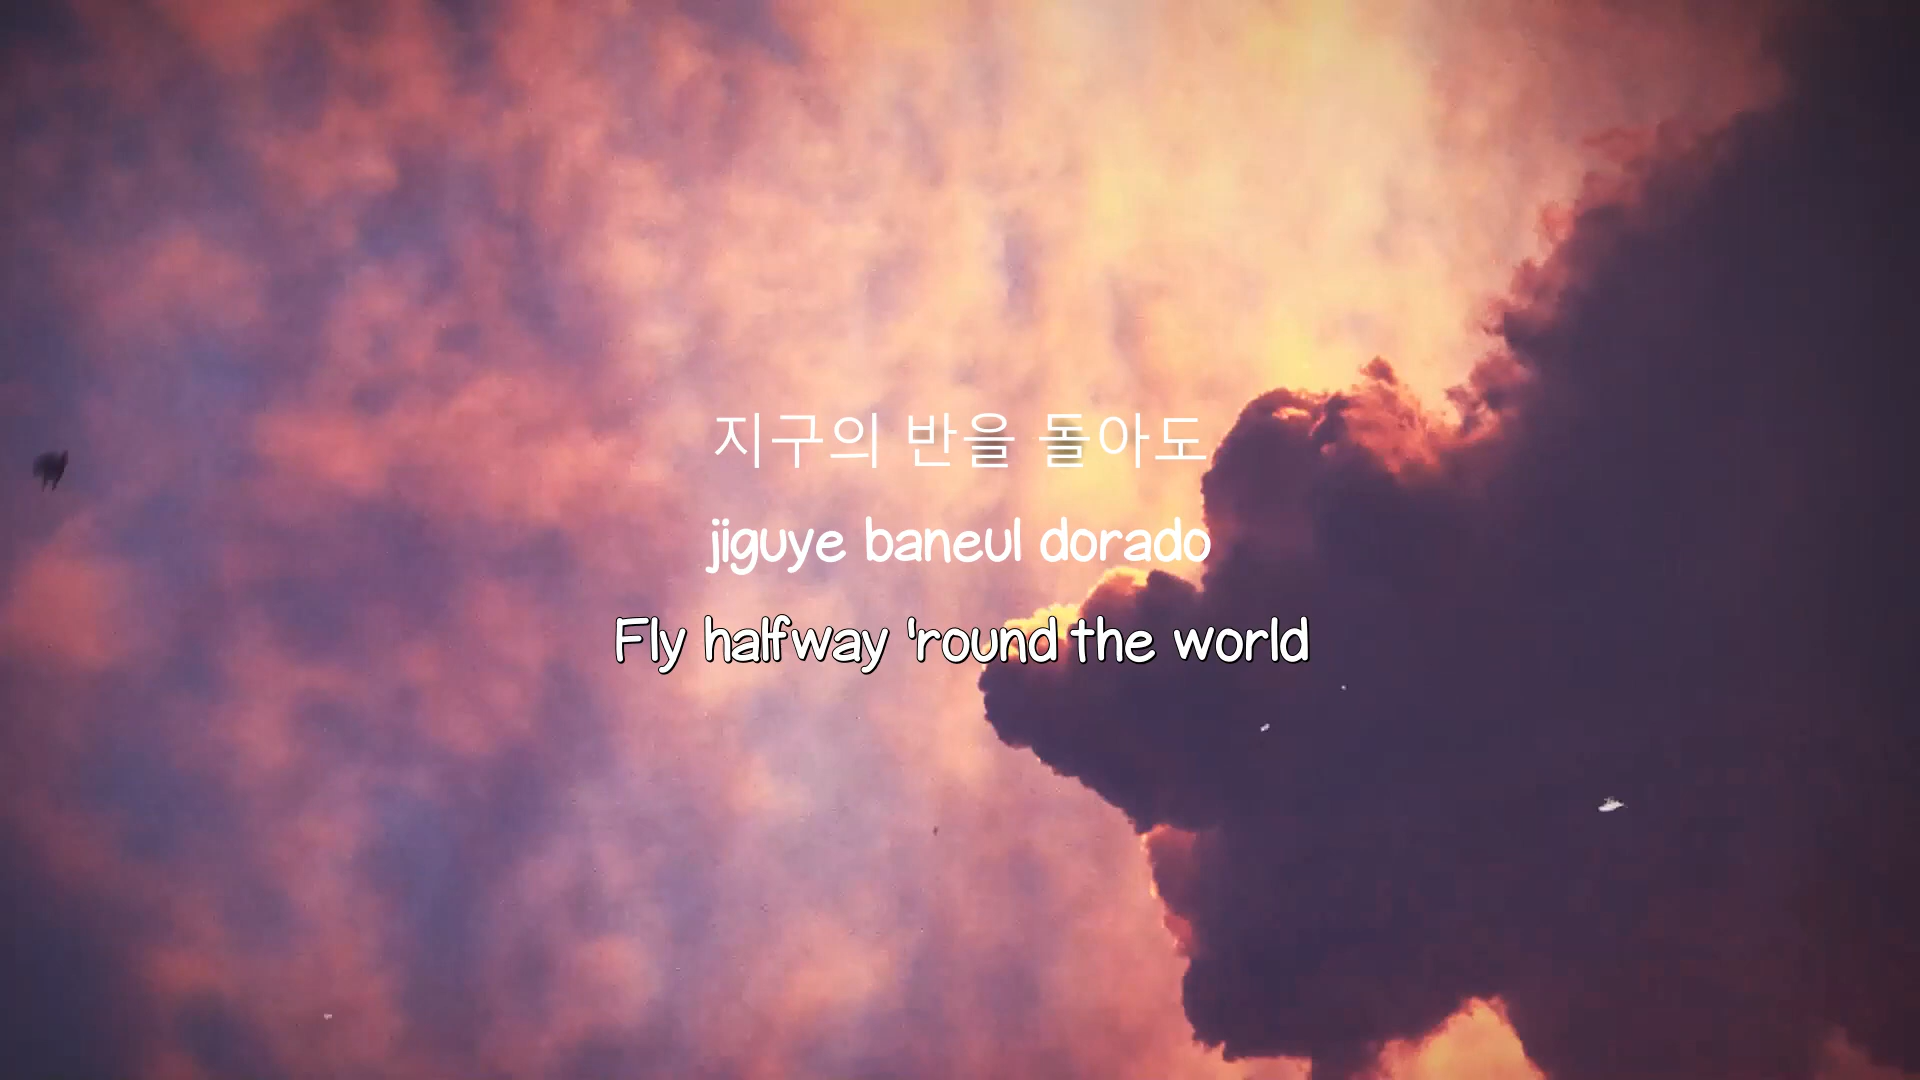 지구의 반을 돌아도
jiguye baneul dorado
Fly halfway 'round the world